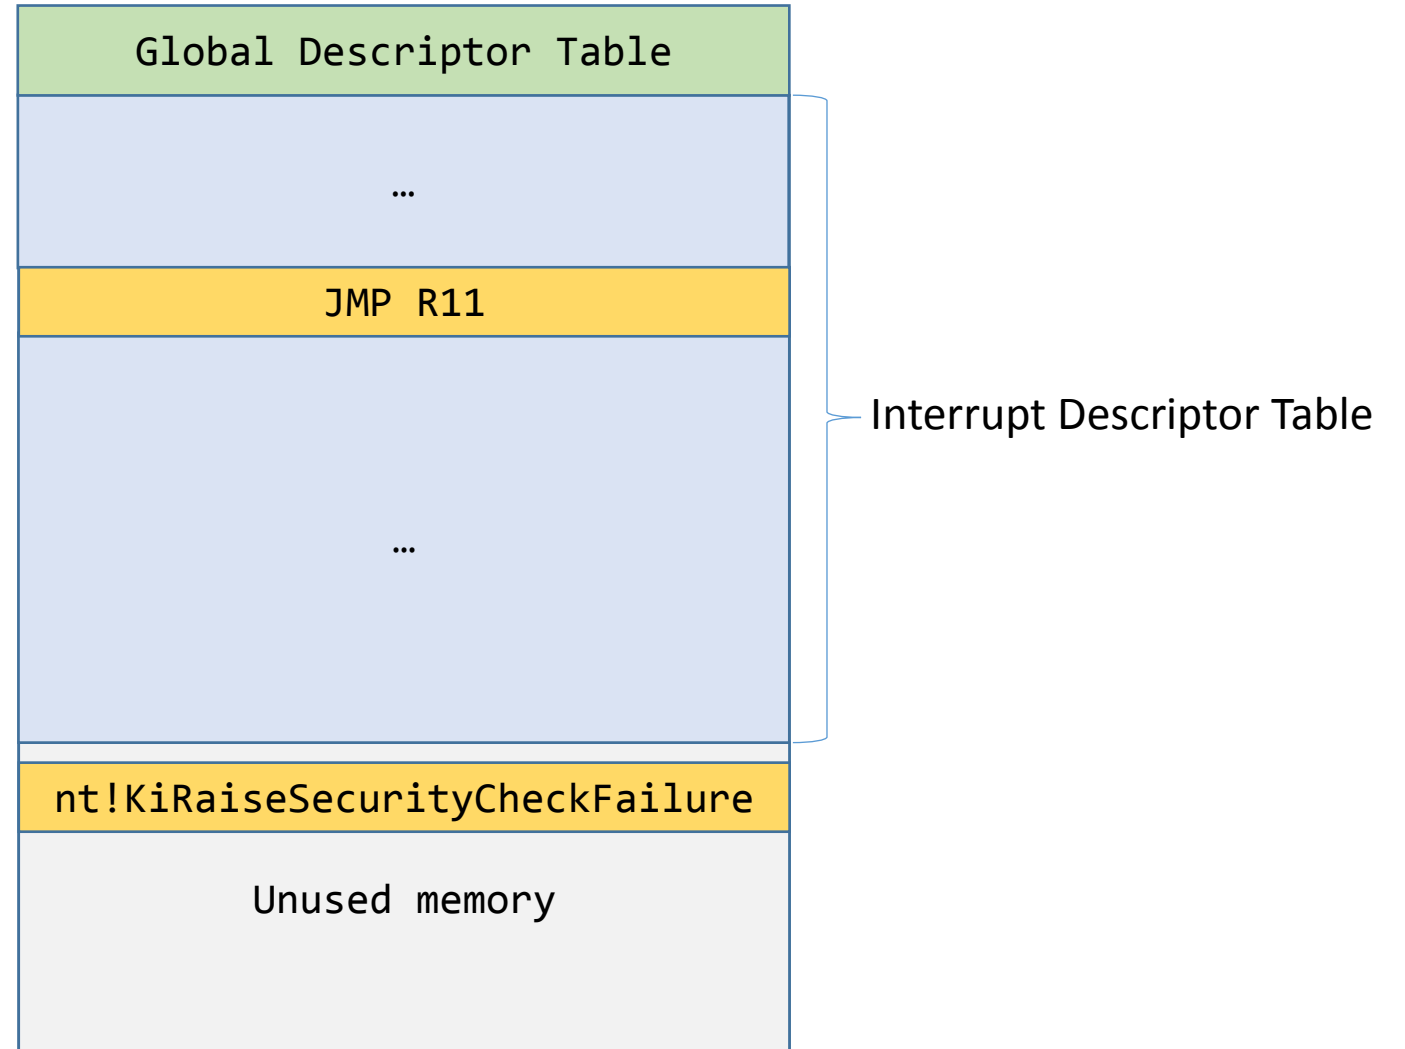 Global Descriptor Table
…
JMP R11
Interrupt Descriptor Table
…
nt!KiRaiseSecurityCheckFailure
Unused memory